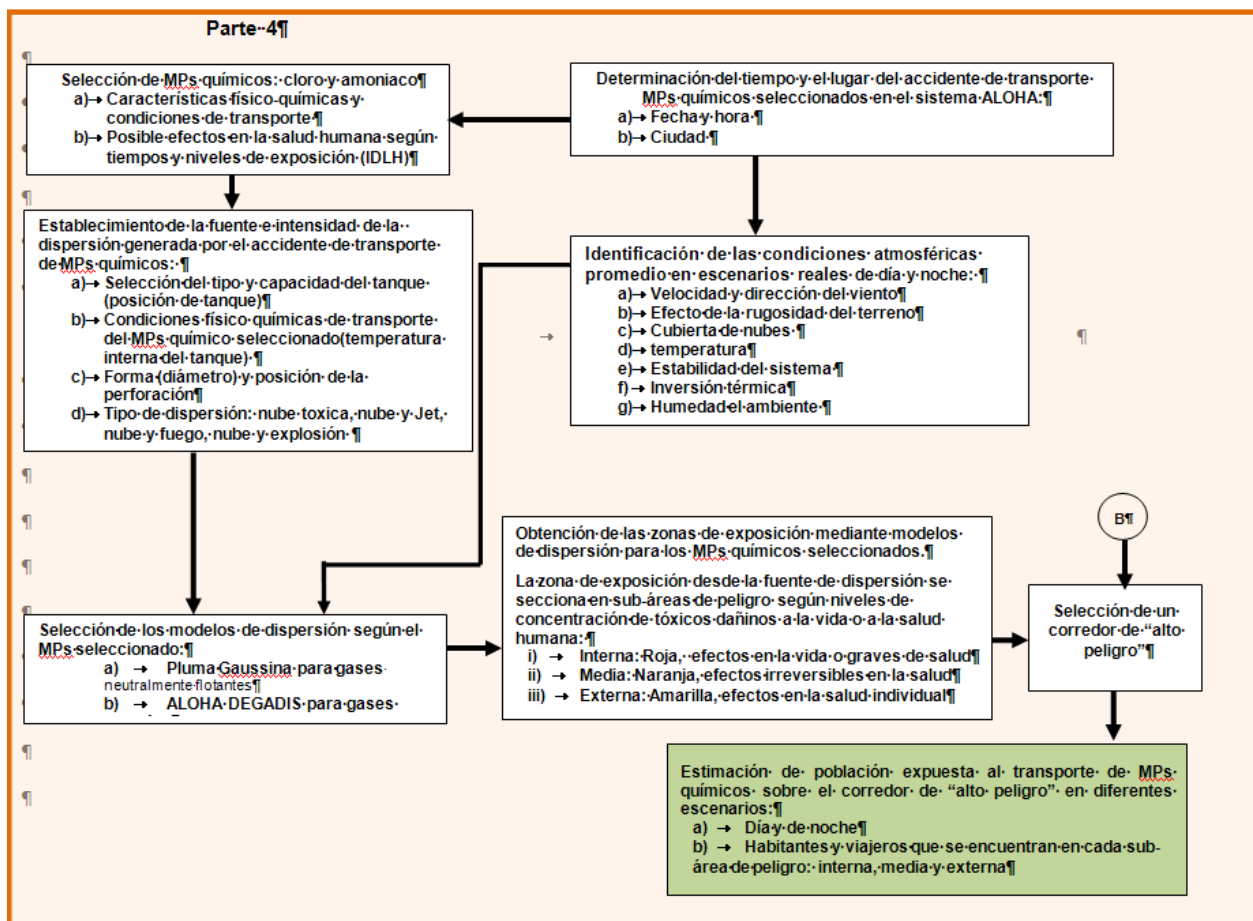 Parte 4¶
Selección de MPs químicos: cloro y amoniaco¶
a)→ Características físico-químicas y
condiciones de transporte¶
b)→ Posible efectos en la salud humana según
tiempos y niveles de exposición (IDLH)¶
Determinación del tiempo y el lugar del accidente de transporte
MPs químicos seleccionados en el sistema ALOHA:¶
a)→ Fecha y hora¶
b)→ Ciudad¶
Establecimiento de la fuente e intensidad de la
dispersión generada por el accidente de transporte
de MPs químicos: ¶
a)→ Selección del tipo y capacidad del tanque
(posición de tanque)¶
b)→ Condiciones físico químicas de transporte
del MPs químico seleccionado(temperatura
interna del tanque) ¶
c)→ Forma (diámetro) y posición de la
perforación¶
d)→ Tipo de dispersión: nube toxica, nube y Jet,
nube y fuego, nube y explosión ¶
Identificación de las condiciones atmosféricas
promedio en escenarios reales de día y noche: ¶
a)→ Velocidad y dirección del viento¶
b)→ Efecto de la rugosidad del terreno¶
c)→ Cubierta de nubes¶
d)→ temperatura¶
e)→ Estabilidad del sistema¶
f)→ Inversión térmica¶
g)→ Humedad el ambiente ¶
Selección de los modelos de dispersión según el
MPs seleccionado:¶
a) → Pluma Gaussina para gases
neutralmente flotantes¶
b) → ALOHA DEGADIS para gases
Obtención de las zonas de exposición mediante modelos
de dispersión para los MPs químicos seleccionados.¶
La zona de exposición desde la fuente de dispersión se
secciona en sub-áreas de peligro según niveles de
concentración de tóxicos dañinos a la vida o a la salud
humana: ¶
i) → Interna: Roja, efectos en la vida o graves de salud¶
ii) → Media: Naranja, efectos irreversibles en la salud¶
iii) → Externa: Amarilla, efectos en la salud individual¶
B¶
Selección de un
corredor de “alto
peligro”¶
Estimación de población expuesta al transporte de MPs
químicos sobre el corredor de “alto peligro” en diferentes
escenarios:¶
a) → Día y de noche¶
b) → Habitantes y viajeros que se encuentran en cada sub-
área de peligro: interna, media y externa¶